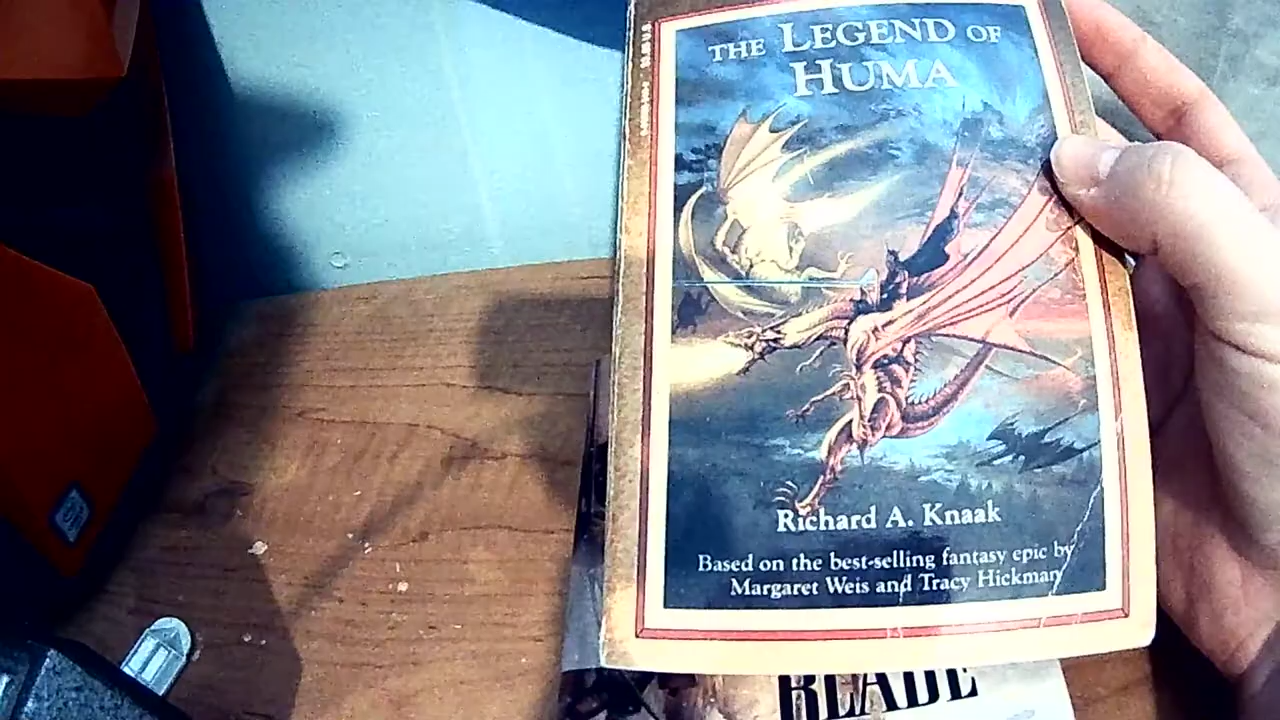 THE LEGEND OF
HUMA
Richard A. Knaak
Based on the best-selling fantasy epic by
Margaret Weis and Tracy Hickman
BLADE